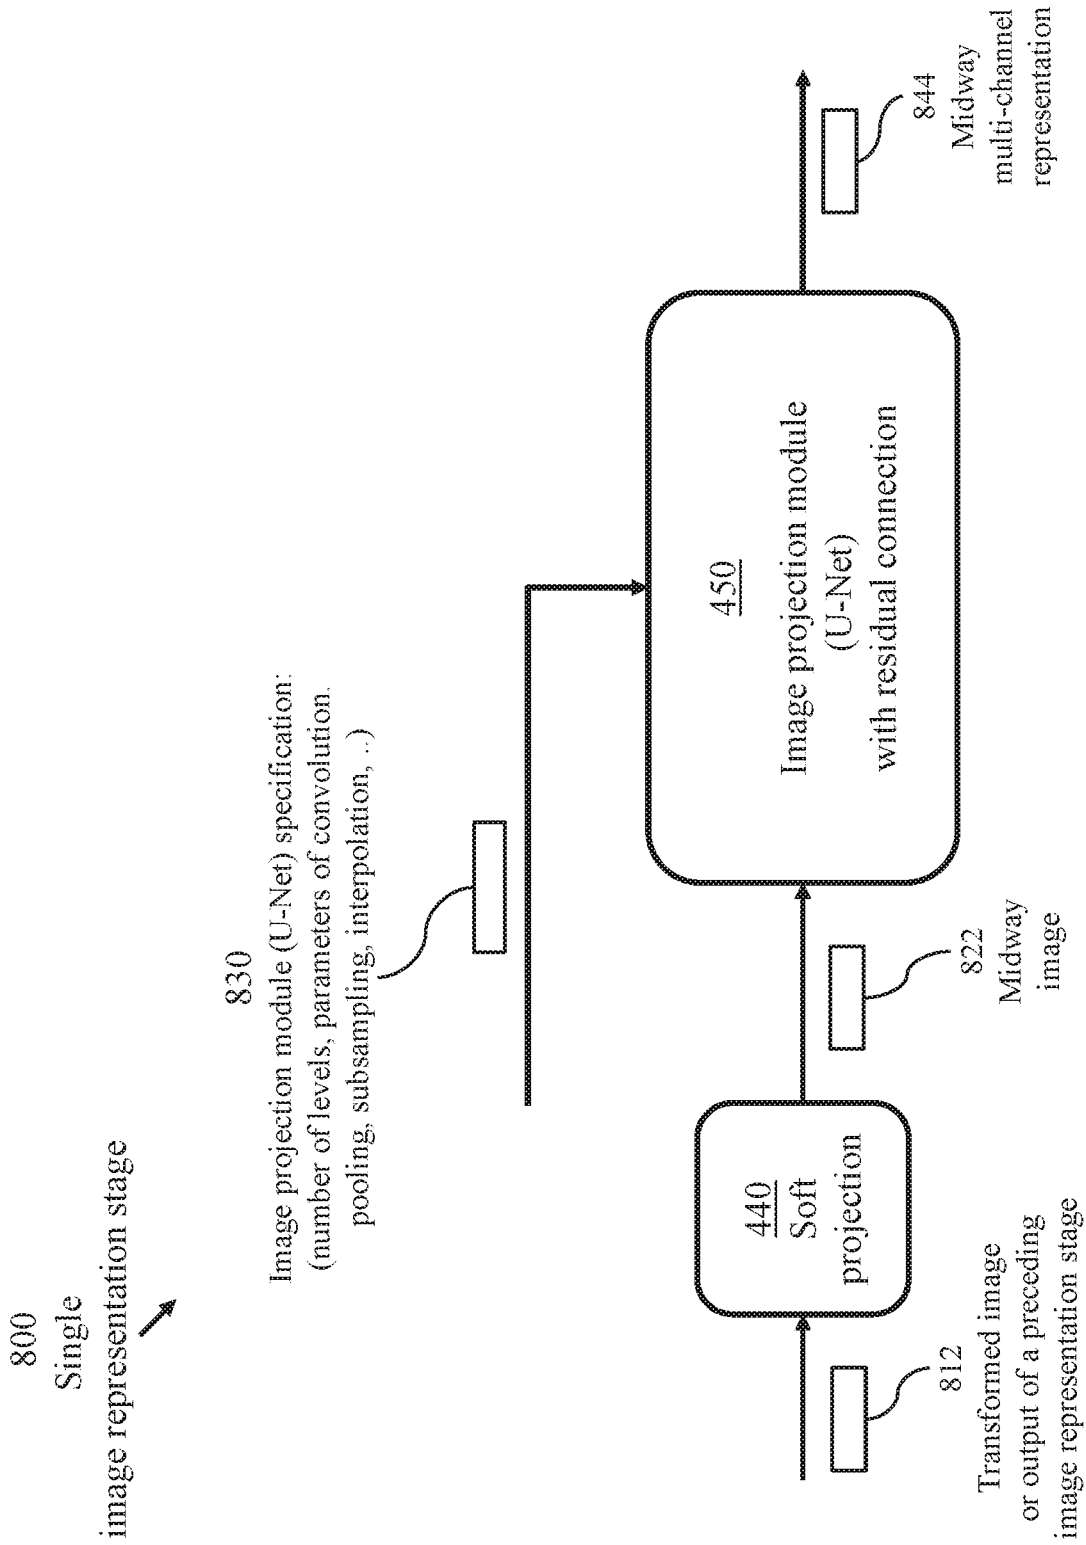 800
Single
image representation stage
830
Image projection module (U-Net) specification:
(number of levels, parameters of convolution,
pooling, subsampling, interpolation, ..)
440
Soft
projection
450
Image projection module
(U-Net)
with residual connection
812
Transformed image
or output of a preceding
image representation stage
822
Midway
image
844
Midway
multi-channel
representation